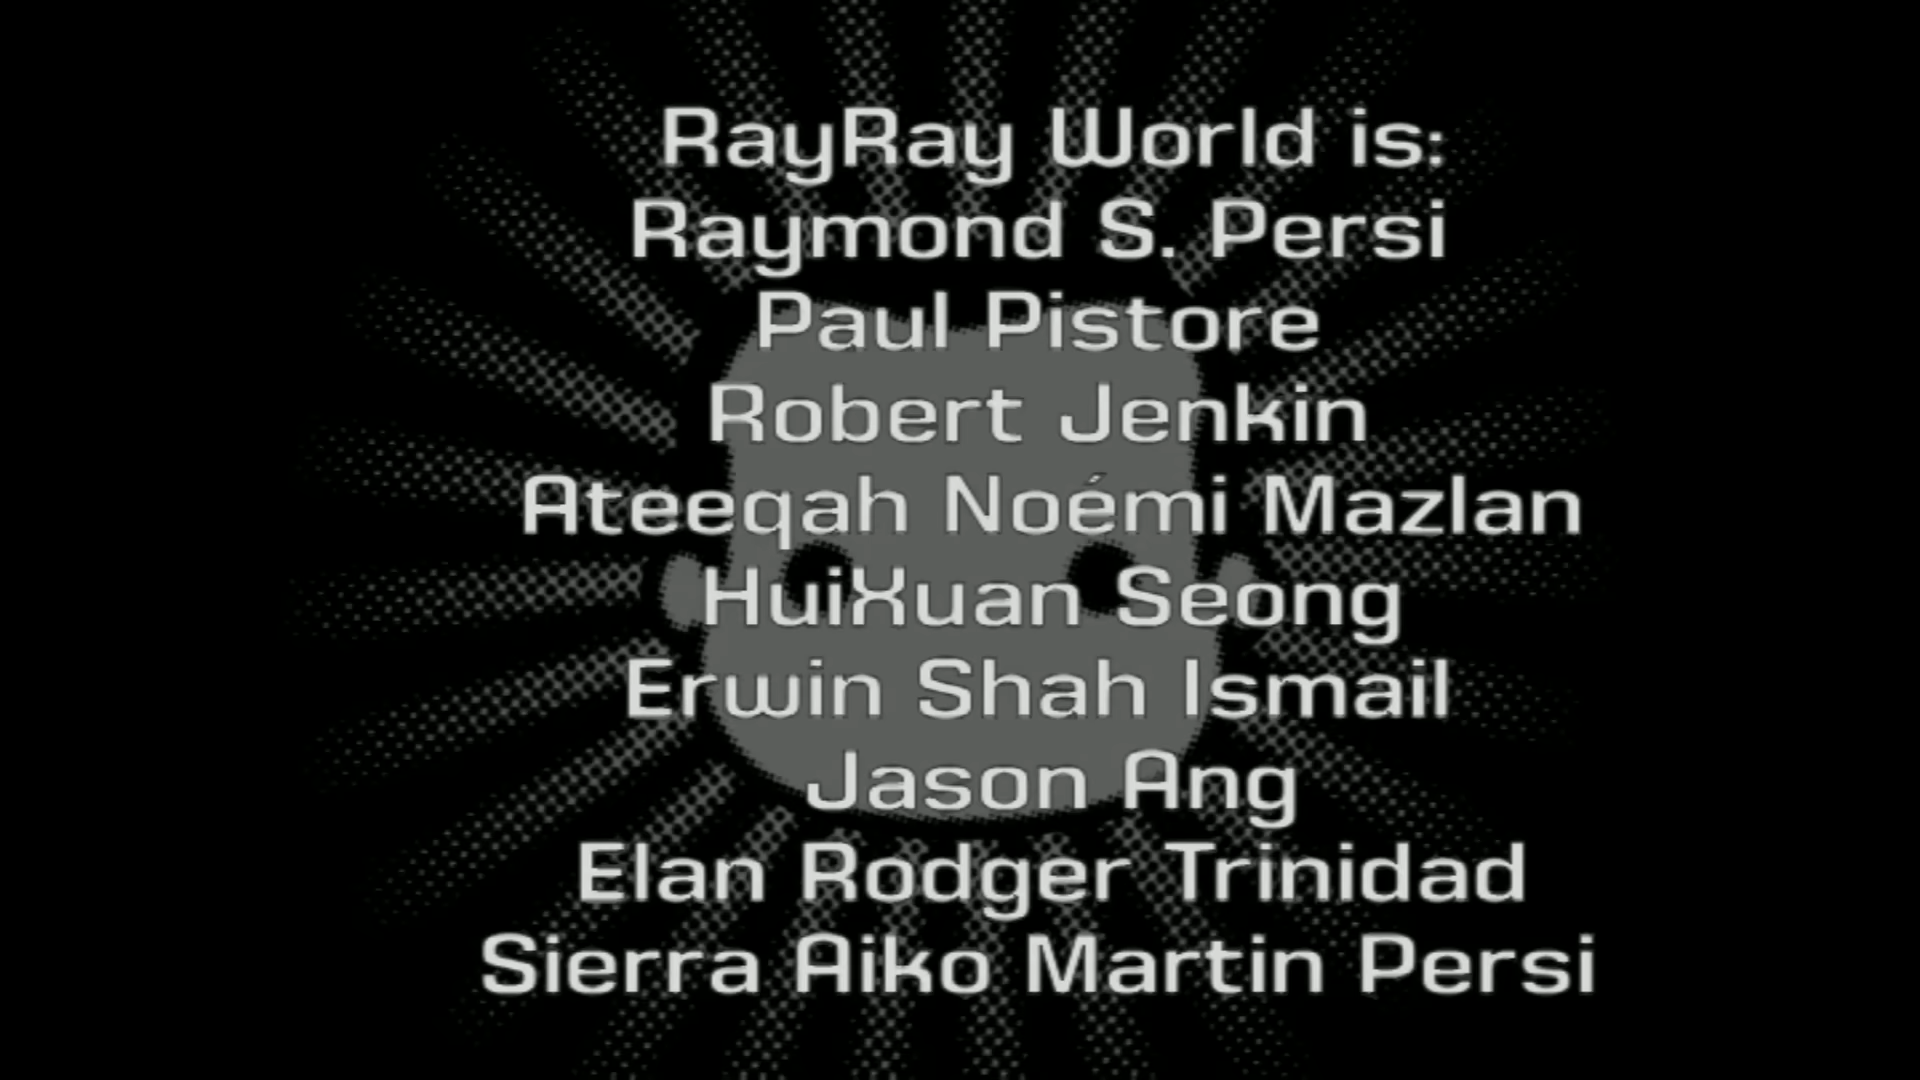 RayRay World is:
Raymond S. Persi
Paul Pistore
Robert Jenkin
Ateeqah Noémi Mazlan
HuiXuan Seong
Erwin Shah Ismail
Jason Ang
Elan Rodger Trinidad
Sierra Aiko Martin Persi